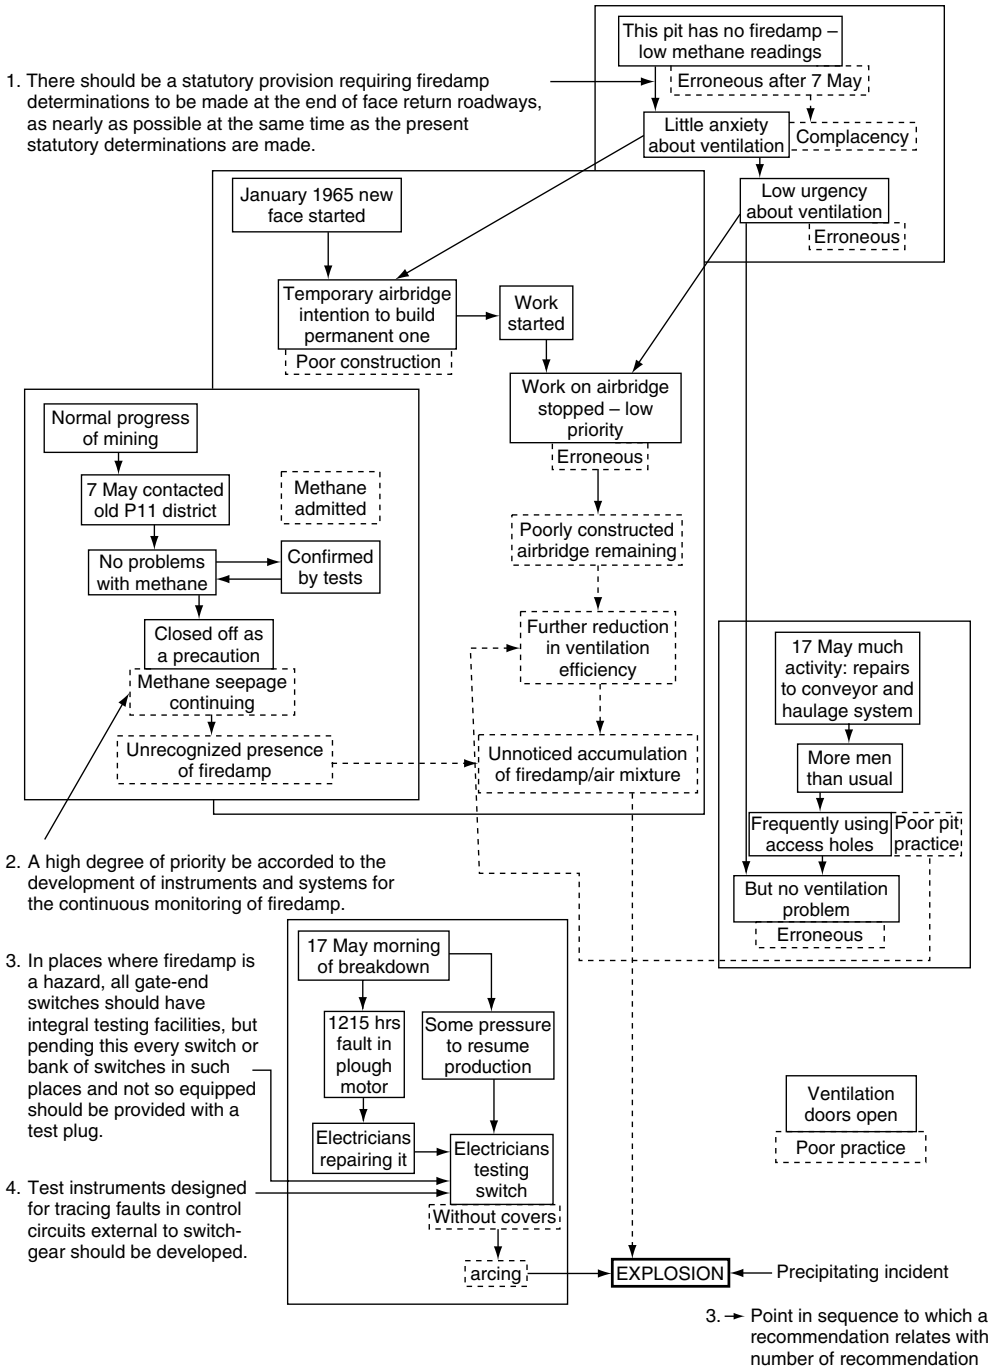 This pit has no firedamp –
low methane readings
Erroneous after 7 May
1. There should be a statutory provision requiring firedamp
determinations to be made at the end of face return roadways,
as nearly as possible at the same time as the present
statutory determinations are made.
Little anxiety
about ventilation
Complacency
Low urgency
about ventilation
Erroneous
January 1965 new
face started
Temporary airbridge
intention to build
permanent one
Poor construction
Work
started
Work on airbridge
stopped – low
priority
Erroneous
Poorly constructed
airbridge remaining
Further reduction
in ventilation
efficiency
Unnoticed accumulation
of firedamp/air mixture
Normal progress
of mining
7 May contacted
old P11 district
Methane
admitted
No problems
with methane
Confirmed
by tests
Closed off as
a precaution
Methane seepage
continuing
Unrecognized presence
of firedamp
17 May much
activity: repairs
to conveyor and
haulage system
More men
than usual
Frequently using
access holes
Poor pit
practice
But no ventilation
problem
Erroneous
2. A high degree of priority be accorded to the
development of instruments and systems for
the continuous monitoring of firedamp.
3. In places where firedamp is
a hazard, all gate-end
switches should have
integral testing facilities, but
pending this every switch or
bank of switches in such
places and not so equipped
should be provided with a
test plug.
4. Test instruments designed
for tracing faults in control
circuits external to switch-
gear should be developed.
17 May morning
of breakdown
1215 hrs
fault in
plough
motor
Some pressure
to resume
production
Electricians
repairing it
Electricians
testing
switch
Without covers
arcing
EXPLOSION
Precipitating incident
Ventilation
doors open
Poor practice
3. → Point in sequence to which a
recommendation relates with
number of recommendation